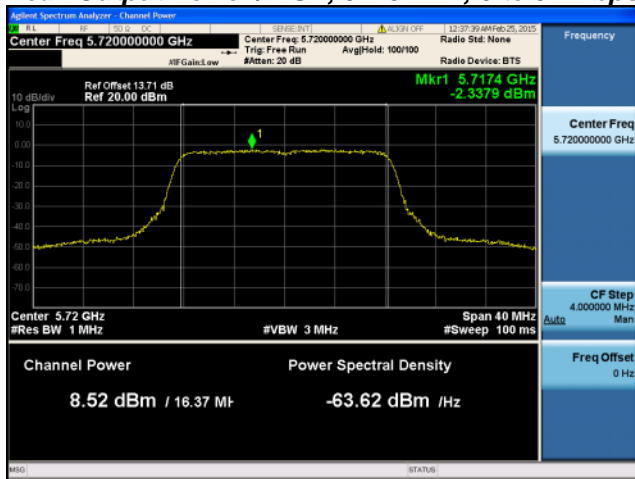 Agilent Spectrum Analyzer - Channel Power
RL RF 50 Ω DC SENSE:INT ALIGN OFF 12:37:39 AM Feb 25, 2015
Center Freq 5.720000000 GHz
Center Freq: 5.720000000 GHz
Radio Std: None
Trig: Free Run Avg|Hold: 100/100
#IFGain:Low #Atten: 20 dB Radio Device: BTS
Frequency
Mkr1 5.7174 GHz
-2.3379 dBm
Ref Offset 13.71 dB
10 dB/div Ref 20.00 dBm
Log
10.0
0.00
-10.0
-20.0
-30.0
-40.0
-50.0
-60.0
-70.0
1
Center 5.72 GHz Span 40 MHz
#Res BW 1 MHz #VBW 3 MHz #Sweep 100 ms
Channel Power Power Spectral Density
8.52 dBm / 16.37 MH -63.62 dBm /Hz
Center Freq
5.720000000 GHz
CF Step
4.000000 MHz
Auto Man
Freq Offset
0 Hz
MSG STATUS